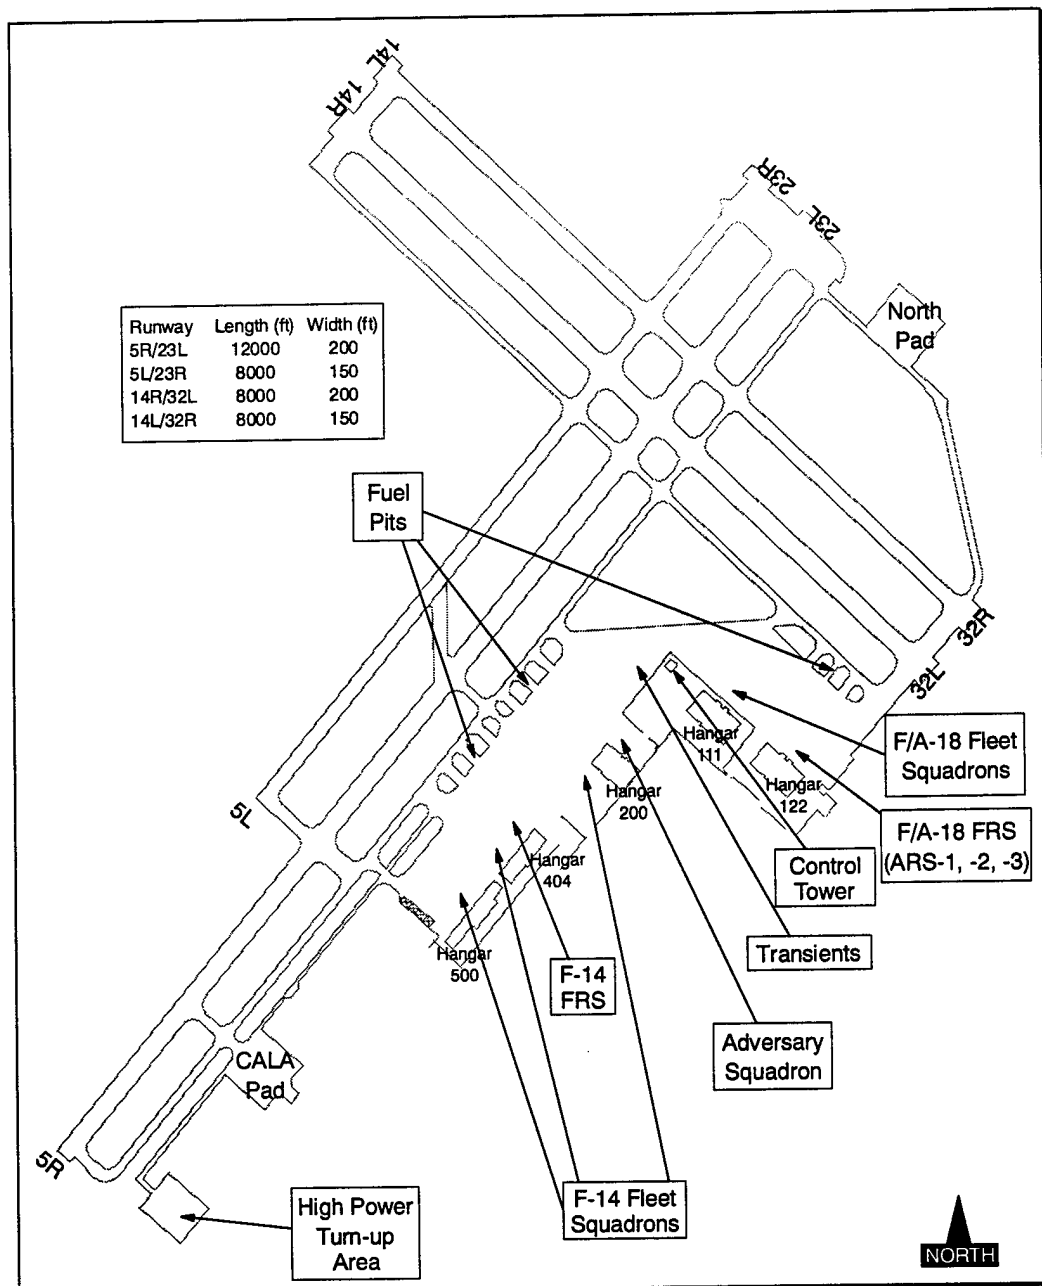 14L
14R
23R
23L
North
Pad
Runway Length (ft) Width (ft)
5R/23L 12000 200
5L/23R 8000 150
14R/32L 8000 200
14L/32R 8000 150
Fuel
Pits
32R
32L
F/A-18 Fleet
Squadrons
Hangar
111
Hangar
122
Hangar
200
5L
F/A-18 FRS
(ARS-1, -2, -3)
Hangar
404
Control
Tower
Hangar
500
Transients
F-14
FRS
Adversary
Squadron
CALA
Pad
5R
F-14 Fleet
Squadrons
High Power
Turn-up
Area
NORTH